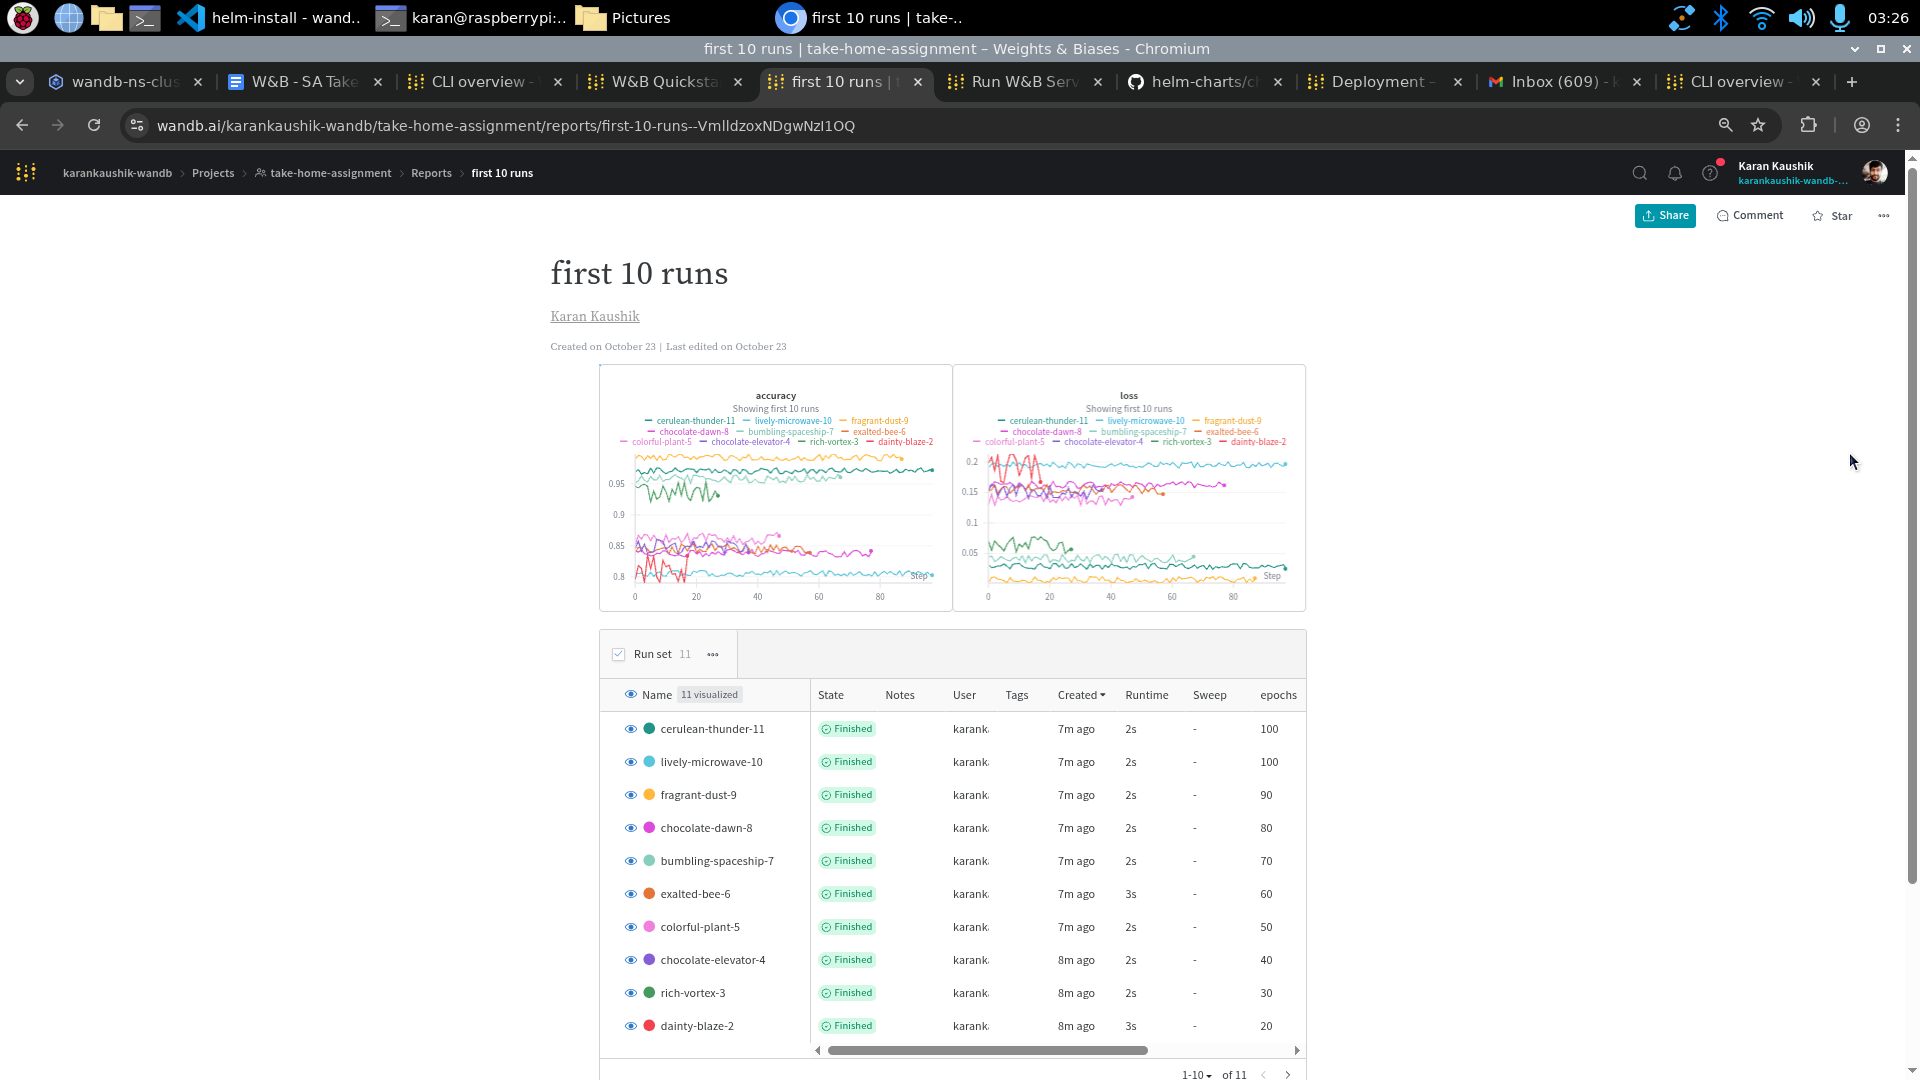 helm-install - wand.. karan@raspberrypi:.. Pictures first 10 runs | take-.. 03:26
first 10 runs | take-home-assignment – Weights & Biases - Chromium
wandb-ns-clus W&B - SA Take CLI overview - W&B Quicksta first 10 runs | t Run W&B Serv helm-charts/ch Deployment – Inbox (609) - k CLI overview -
wandb.ai/karankaushik-wandb/take-home-assignment/reports/first-10-runs--VmlldzoxNDgwNzI1OQ
karankaushik-wandb > Projects > take-home-assignment > Reports > first 10 runs
Karan Kaushik
karankaushik-wandb-...
Share Comment Star
first 10 runs
Karan Kaushik
Created on October 23 | Last edited on October 23
accuracy
Showing first 10 runs
cerulean-thunder-11 lively-microwave-10 fragrant-dust-9
chocolate-dawn-8 bumbling-spaceship-7 exalted-bee-6
colorful-plant-5 chocolate-elevator-4 rich-vortex-3 dainty-blaze-2
0.95
0.9
0.85
0.8
Step
0 20 40 60 80
loss
Showing first 10 runs
cerulean-thunder-11 lively-microwave-10 fragrant-dust-9
chocolate-dawn-8 bumbling-spaceship-7 exalted-bee-6
colorful-plant-5 chocolate-elevator-4 rich-vortex-3 dainty-blaze-2
0.2
0.15
0.1
0.05
Step
0 20 40 60 80
Run set 11
Name 11 visualized State Notes User Tags Created Runtime Sweep epochs
cerulean-thunder-11 Finished karank 7m ago 2s - 100
lively-microwave-10 Finished karank 7m ago 2s - 100
fragrant-dust-9 Finished karank 7m ago 2s - 90
chocolate-dawn-8 Finished karank 7m ago 2s - 80
bumbling-spaceship-7 Finished karank 7m ago 2s - 70
exalted-bee-6 Finished karank 7m ago 3s - 60
colorful-plant-5 Finished karank 7m ago 2s - 50
chocolate-elevator-4 Finished karank 8m ago 2s - 40
rich-vortex-3 Finished karank 8m ago 2s - 30
dainty-blaze-2 Finished karank 8m ago 3s - 20
1-10 of 11